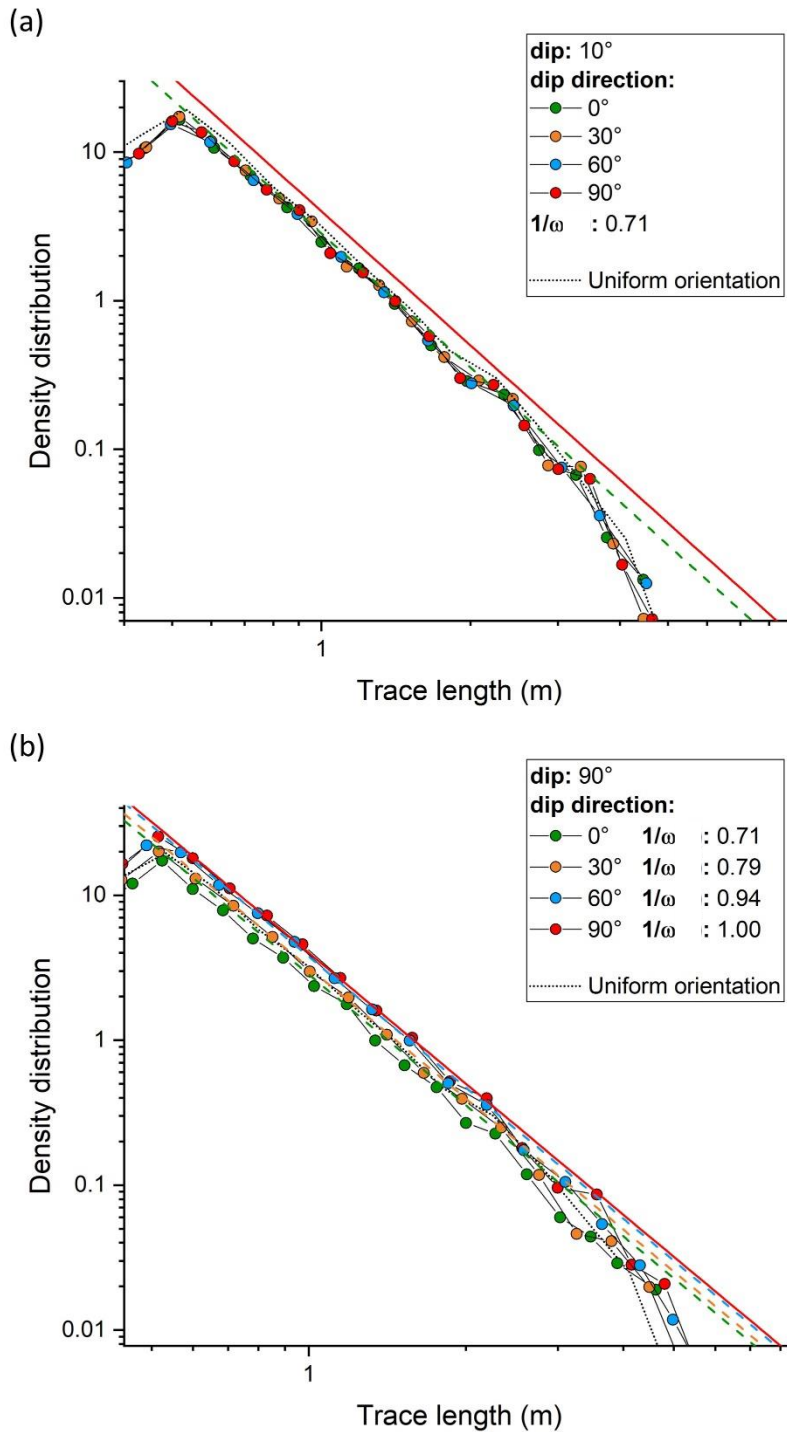 (a)
dip: 10°
dip direction:
0°
30°
60°
90°
1/ω : 0.71
Uniform orientation
10
1
0.1
0.01
Density distribution
1
Trace length (m)
(b)
dip: 90°
dip direction:
0° 1/ω : 0.71
30° 1/ω : 0.79
60° 1/ω : 0.94
90° 1/ω : 1.00
Uniform orientation
10
1
0.1
0.01
Density distribution
1
Trace length (m)